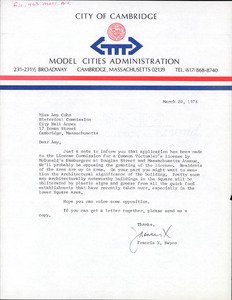 CITY OF CAMBRIDGE
MODEL CITIES ADMINISTRATION
231-235½ BROADWAY CAMBRIDGE, MASSACHUSETTS 02139 TEL. (617) 868-8740
March 20, 1974
Miss Amy Cohn
Historical Commission
City Hall Annex
57 Inman Street
Cambridge, Massachusetts
Dear Amy,
Just a note to inform you that application has been made
to the License Commission for a Common Victualer's license by
McDonald's Hamburgers at Douglas Street and Massachusetts Avenue.
We'll probably be opposing the granting of the license. Residents
of the area are up in arms. On your part you might want to men-
tion the architectural significance of the building. Pretty soon
any architecturally noteworthy buildings in the Square will be
obliterated by plastic signs and grease from all the quick food
establishments that have recently taken over, especially in the
lower Square area.
Hope you can voice some opposition.
If you can get a letter together, please send me a
copy.
Thanks,
Francis X. Hayes